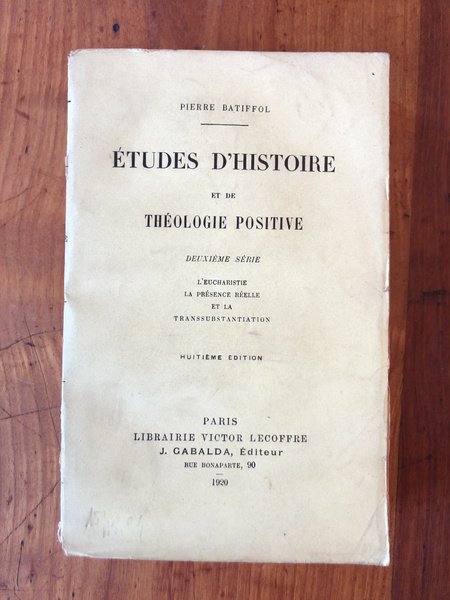 PIERRE BATIFFOL
ÉTUDES D'HISTOIRE
ET DE
THÉOLOGIE POSITIVE
DEUXIÈME SÉRIE
L'EUCHARISTIE
LA PRÉSENCE RÉELLE
ET LA
TRANSSUBSTANTIATION
HUITIÈME ÉDITION
PARIS
LIBRAIRIE VICTOR LECOFFRE
J. GABALDA, Éditeur
RUE BONAPARTE, 90
1920